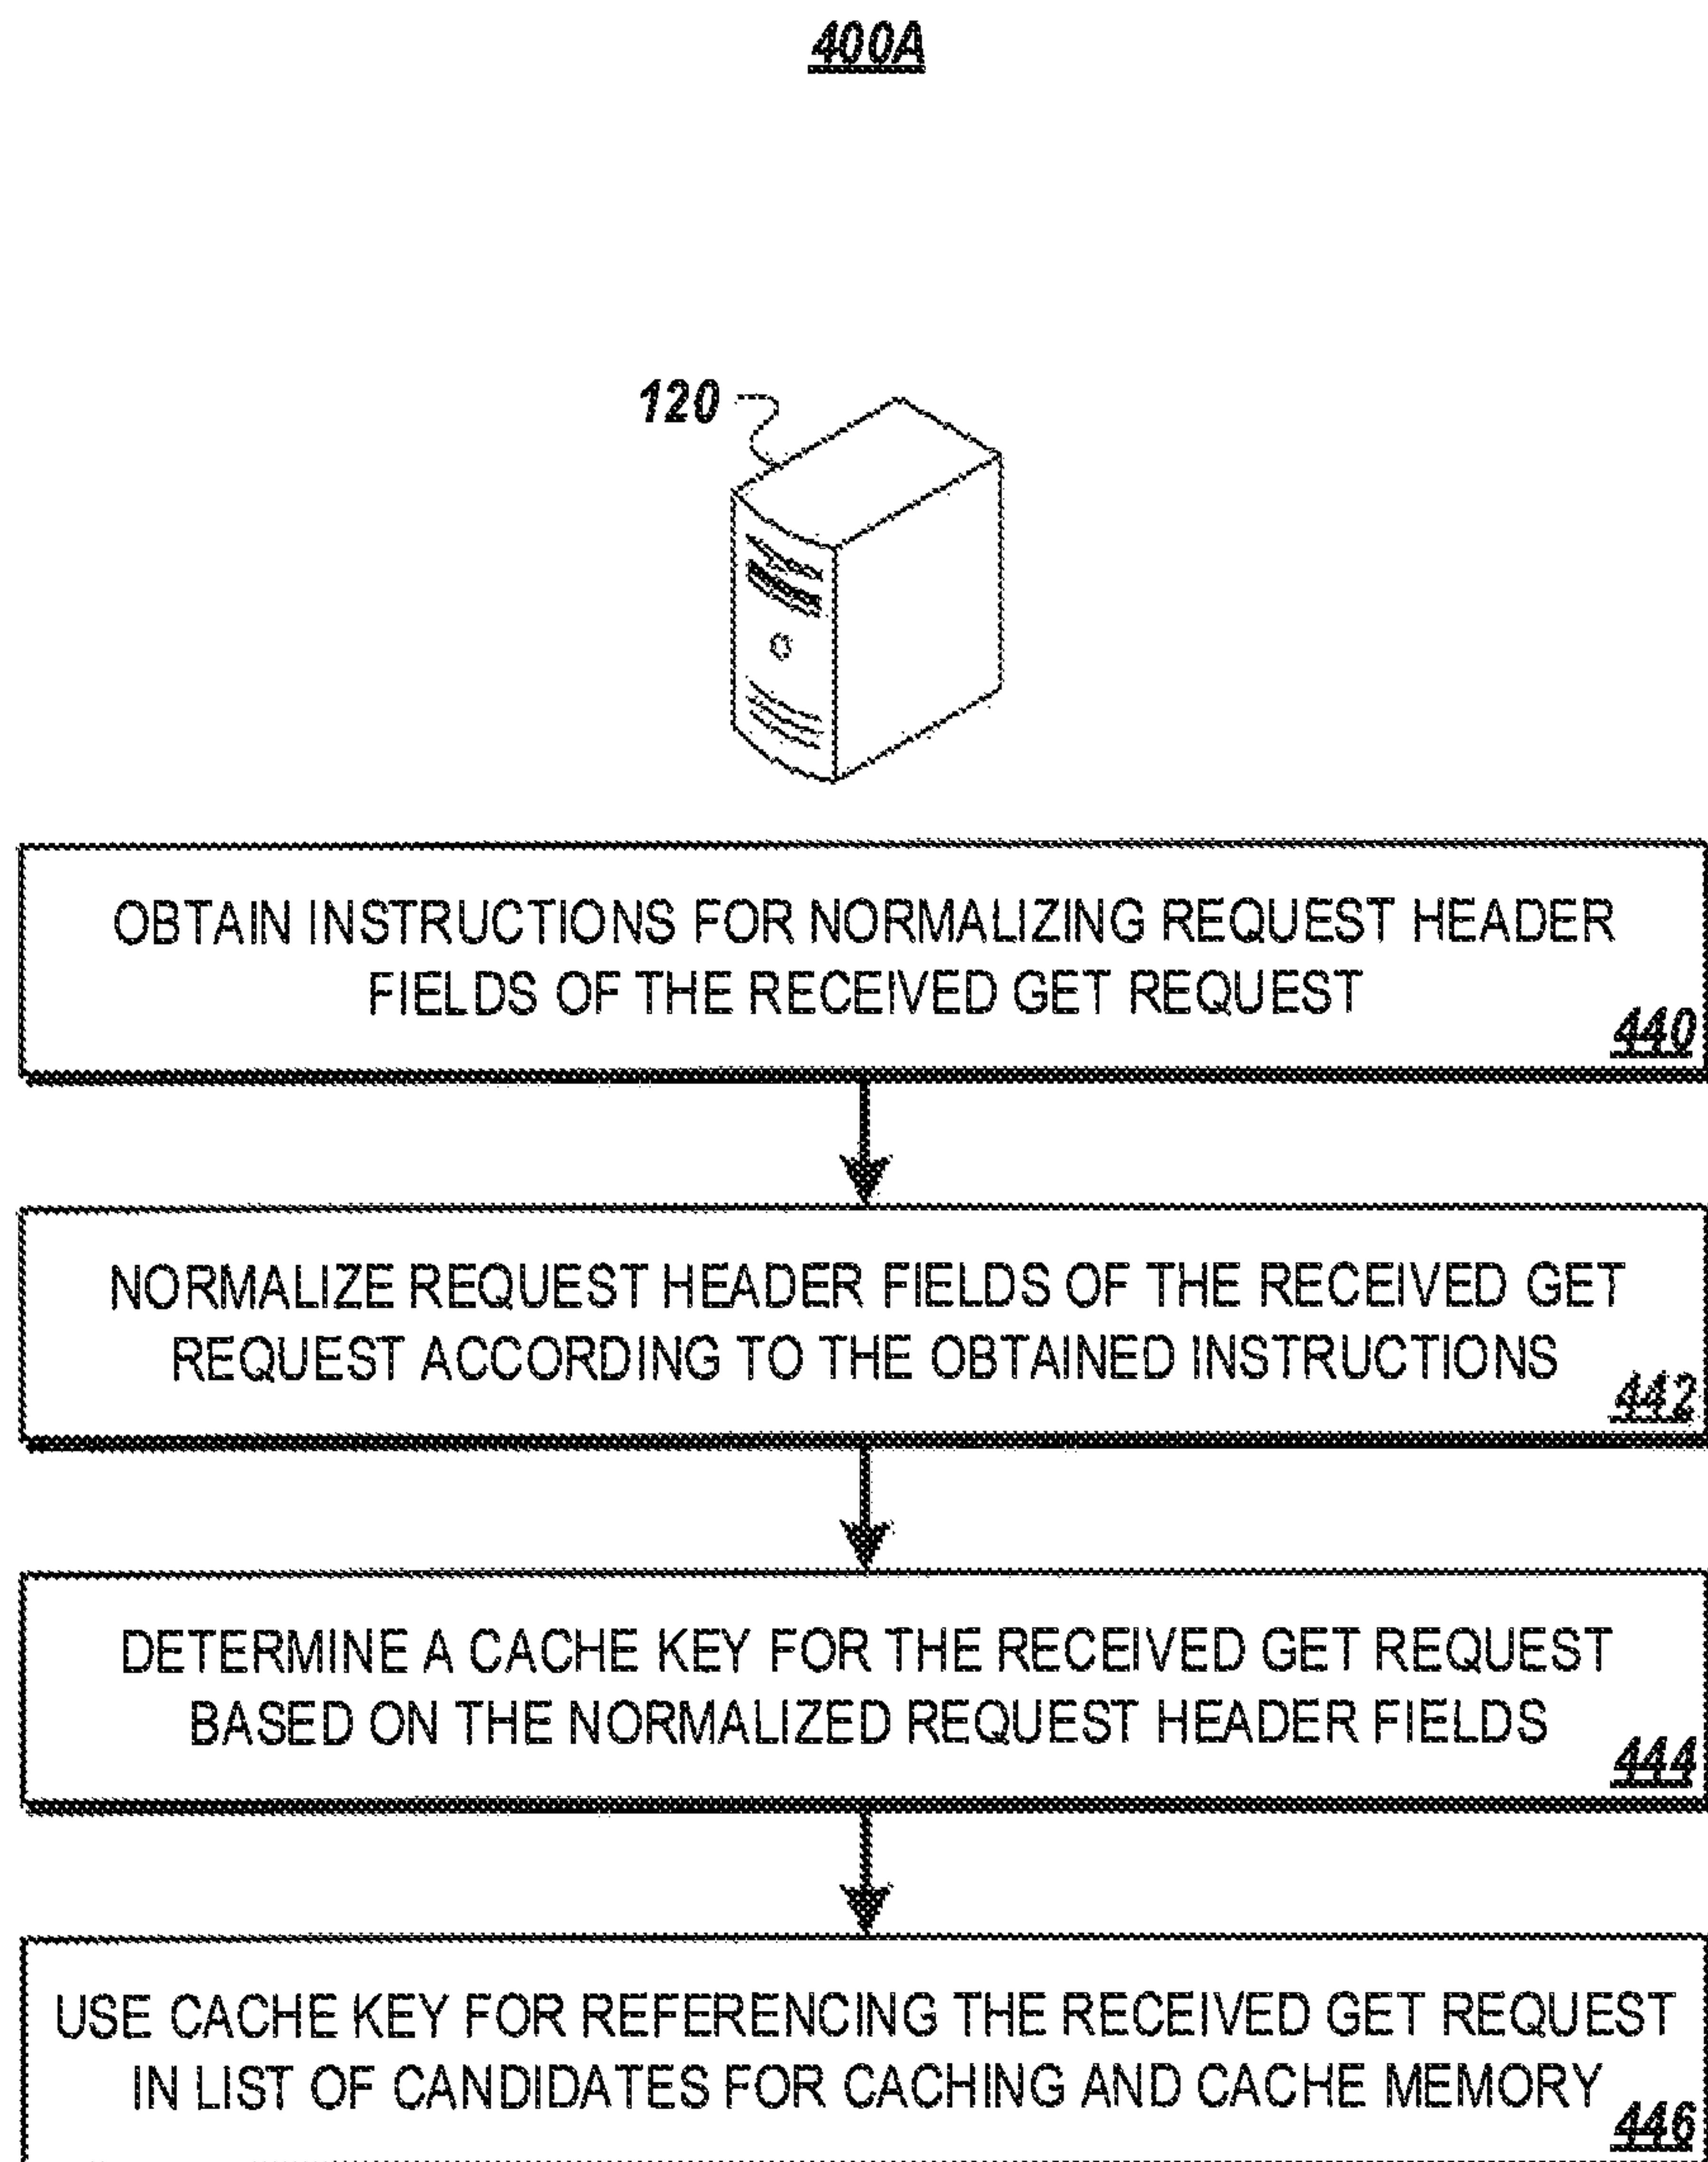 400A
120
OBTAIN INSTRUCTIONS FOR NORMALIZING REQUEST HEADER
FIELDS OF THE RECEIVED GET REQUEST
440
NORMALIZE REQUEST HEADER FIELDS OF THE RECEIVED GET
REQUEST ACCORDING TO THE OBTAINED INSTRUCTIONS
442
DETERMINE A CACHE KEY FOR THE RECEIVED GET REQUEST
BASED ON THE NORMALIZED REQUEST HEADER FIELDS
444
USE CACHE KEY FOR REFERENCING THE RECEIVED GET REQUEST
IN LIST OF CANDIDATES FOR CACHING AND CACHE MEMORY
446